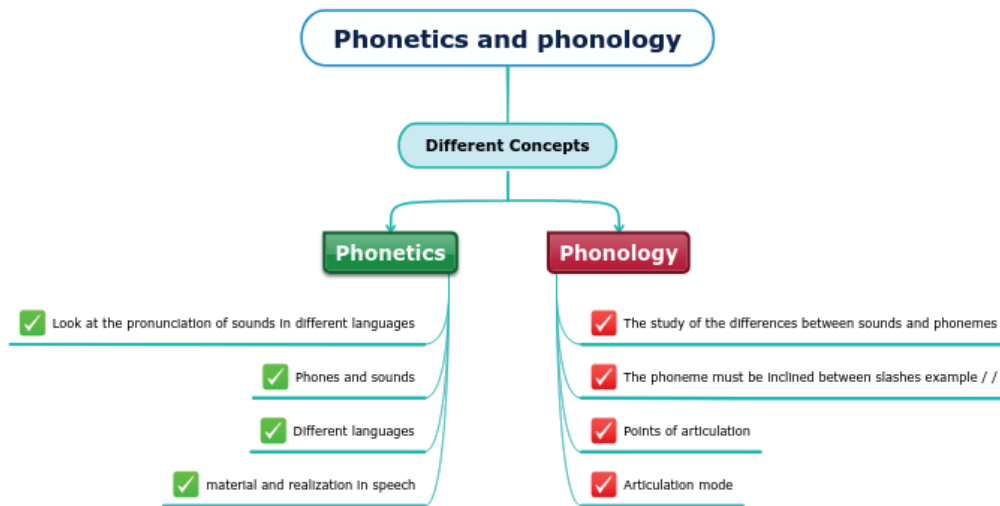 Phonetics and phonology
Different Concepts
Phonetics
Look at the pronunciation of sounds in different languages
Phones and sounds
Different languages
material and realization in speech
Phonology
The study of the differences between sounds and phonemes
The phoneme must be inclined between slashes example / /
Points of articulation
Articulation mode